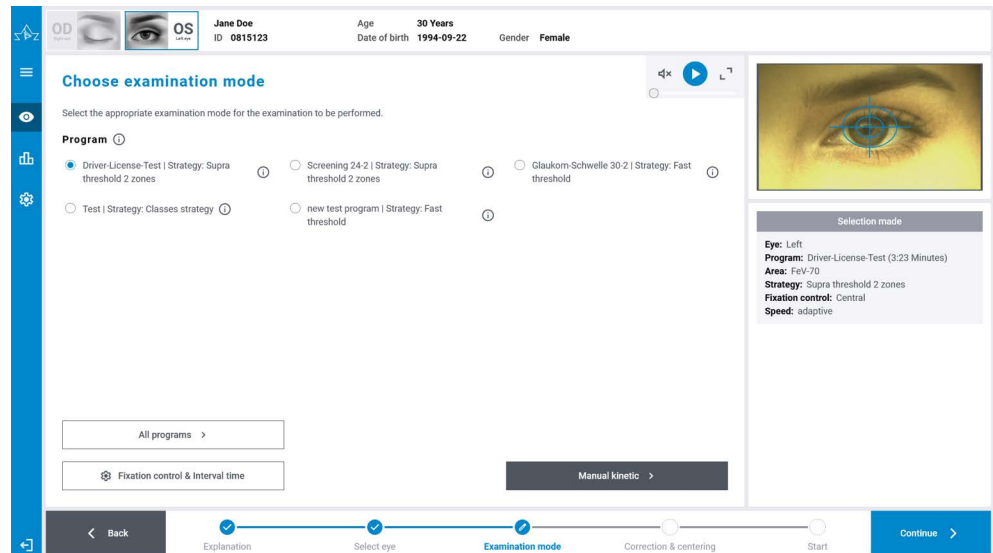 OD
OS
Left eye
Jane Doe
ID 0815123
Age 30 Years
Date of birth 1994-09-22
Gender Female
Choose examination mode
Select the appropriate examination mode for the examination to be performed.
Program
Driver-License-Test | Strategy: Supra
threshold 2 zones
Screening 24-2 | Strategy: Supra
threshold 2 zones
Glaukom-Schwelle 30-2 | Strategy: Fast
threshold
Test | Strategy: Classes strategy
new test program | Strategy: Fast
threshold
Selection made
Eye: Left
Program: Driver-License-Test (3:23 Minutes)
Area: FeV-70
Strategy: Supra threshold 2 zones
Fixation control: Central
Speed: adaptive
All programs >
Fixation control & Interval time
Manual kinetic >
< Back
Explanation
Select eye
Examination mode
Correction & centering
Start
Continue >